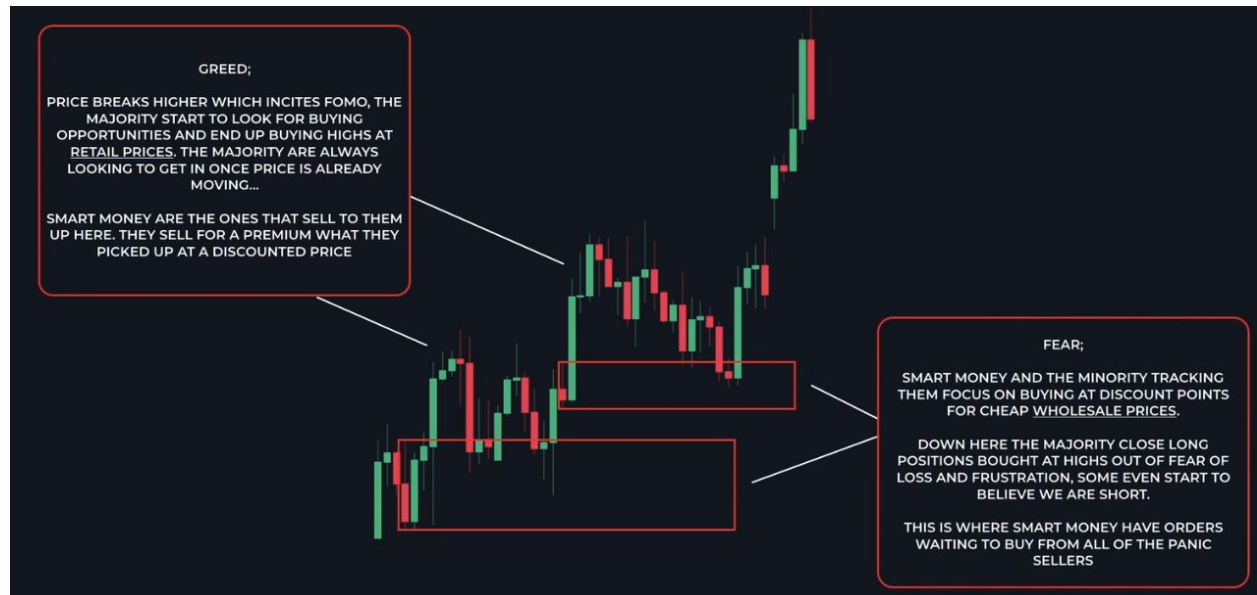 GREED;
PRICE BREAKS HIGHER WHICH INCITES FOMO, THE
MAJORITY START TO LOOK FOR BUYING
OPPORTUNITIES AND END UP BUYING HIGHS AT
RETAIL PRICES. THE MAJORITY ARE ALWAYS
LOOKING TO GET IN ONCE PRICE IS ALREADY
MOVING...
SMART MONEY ARE THE ONES THAT SELL TO THEM
UP HERE. THEY SELL FOR A PREMIUM WHAT THEY
PICKED UP AT A DISCOUNTED PRICE
FEAR;
SMART MONEY AND THE MINORITY TRACKING
THEM FOCUS ON BUYING AT DISCOUNT POINTS
FOR CHEAP WHOLESALE PRICES.
DOWN HERE THE MAJORITY CLOSE LONG
POSITIONS BOUGHT AT HIGHS OUT OF FEAR OF
LOSS AND FRUSTRATION, SOME EVEN START TO
BELIEVE WE ARE SHORT.
THIS IS WHERE SMART MONEY HAVE ORDERS
WAITING TO BUY FROM ALL OF THE PANIC
SELLERS